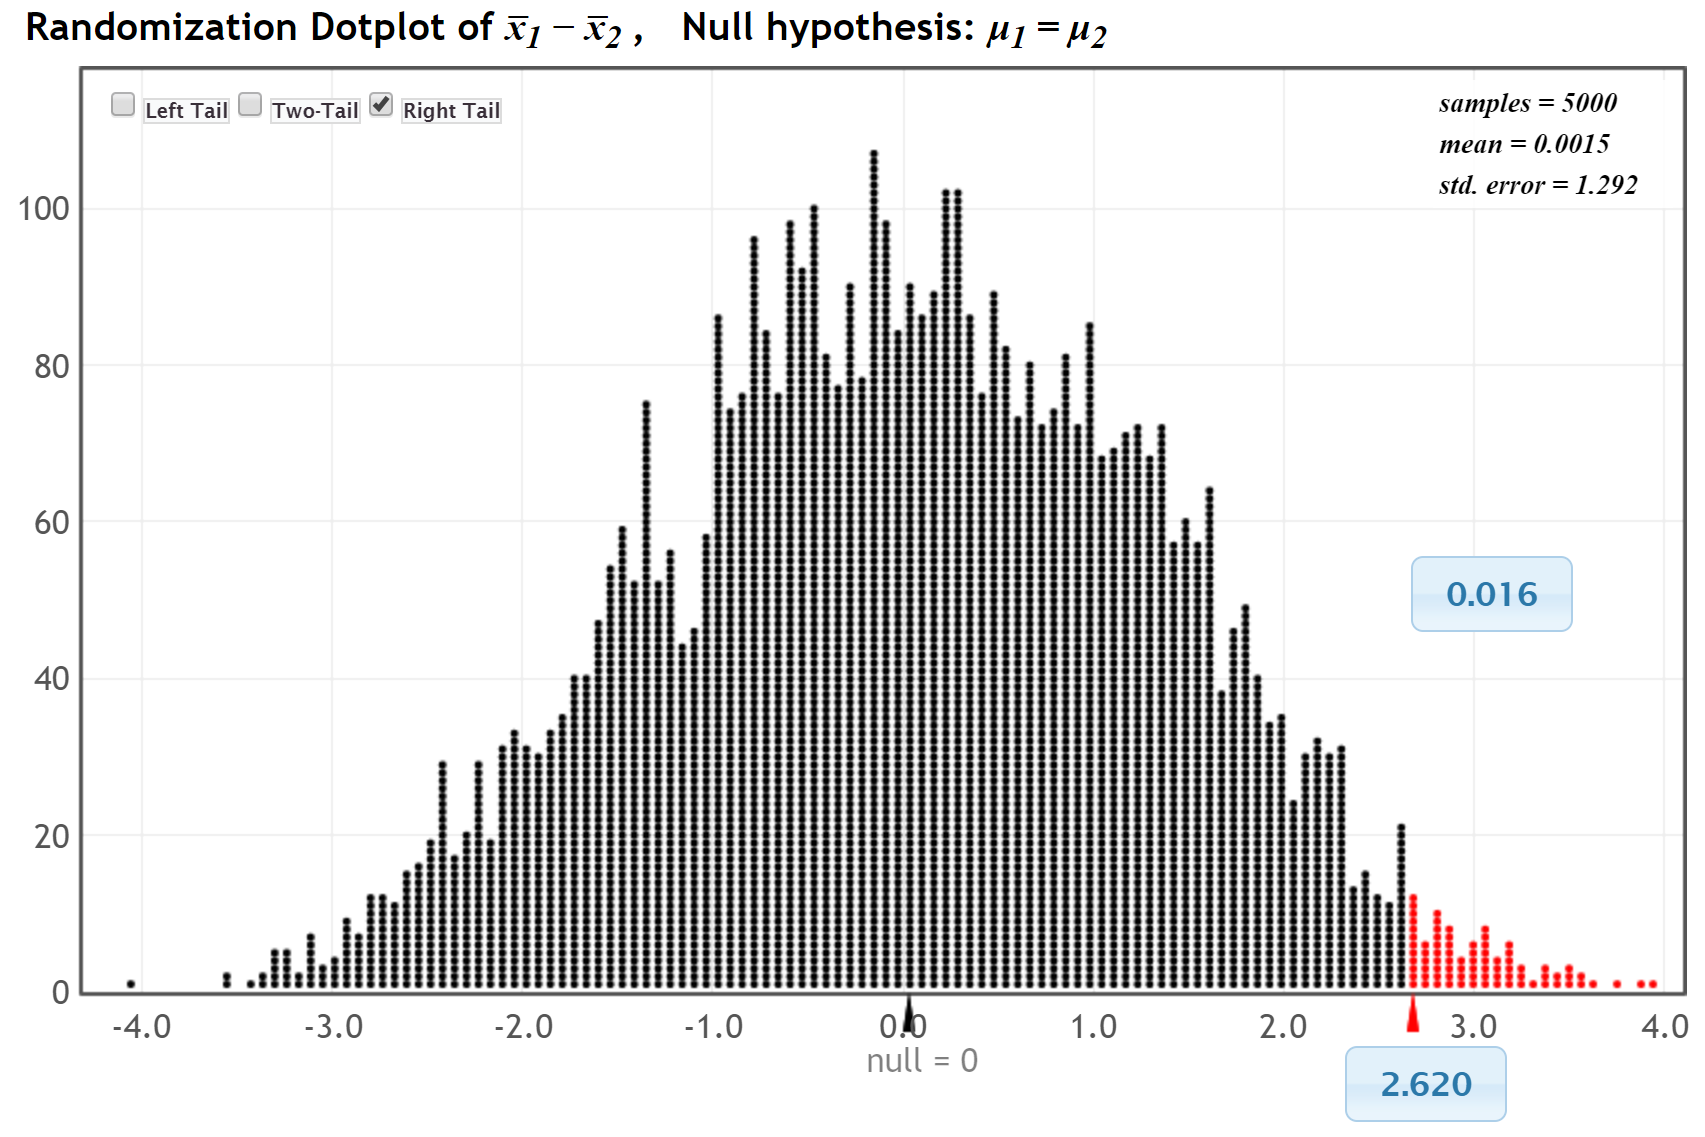 Randomization Dotplot of x̅₁ − x̅₂ ,   Null hypothesis: μ₁ = μ₂
Left Tail Two-Tail Right Tail
samples = 5000
mean = 0.0015
std. error = 1.292
100
80
60
0.016
40
20
0
-4.0 -3.0 -2.0 -1.0 0.0 1.0 2.0 3.0 4.0
null = 0
2.620